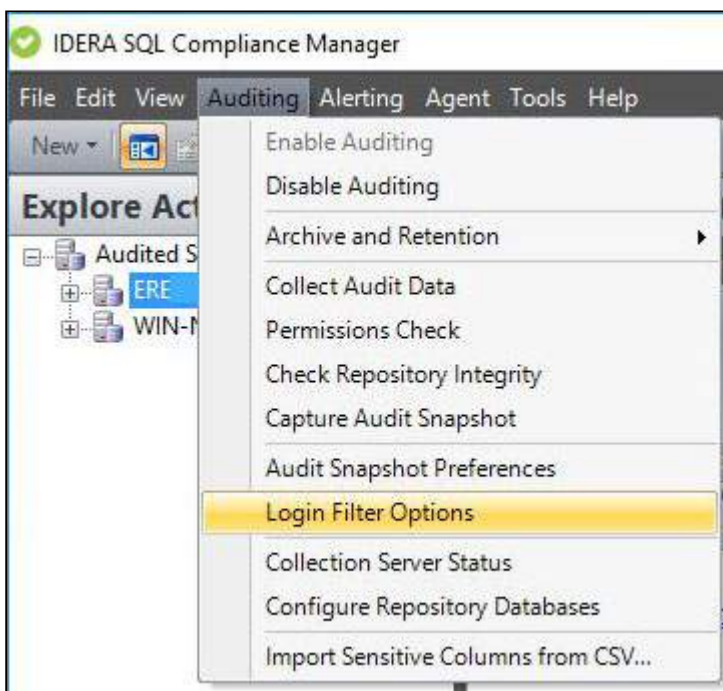 IDERA SQL Compliance Manager
File Edit View Auditing Alerting Agent Tools Help
New
Enable Auditing
Explore
Disable Auditing
Audited
Archive and Retention
ERE
Collect Audit Data
Permissions Check
Check Repository Integrity
Capture Audit Snapshot
Audit Snapshot Preferences
Login Filter Options
Collection Server Status
Configure Repository Databases
Import Sensitive Columns from CSV...